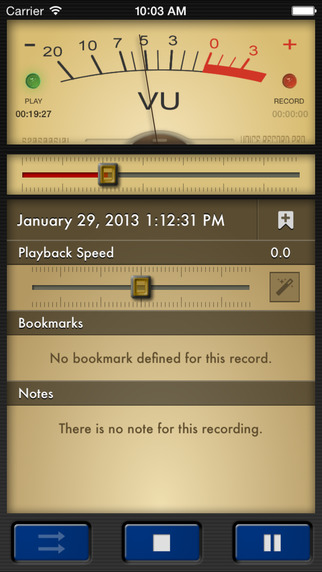 Carrier 10:03 AM
- 20 10 7 5 3 0 3 +
VU
PLAY RECORD
00:19:27 00:00:00
January 29, 2013 1:12:31 PM
Playback Speed 0.0
Bookmarks
No bookmark defined for this record.
Notes
There is no note for this recording.